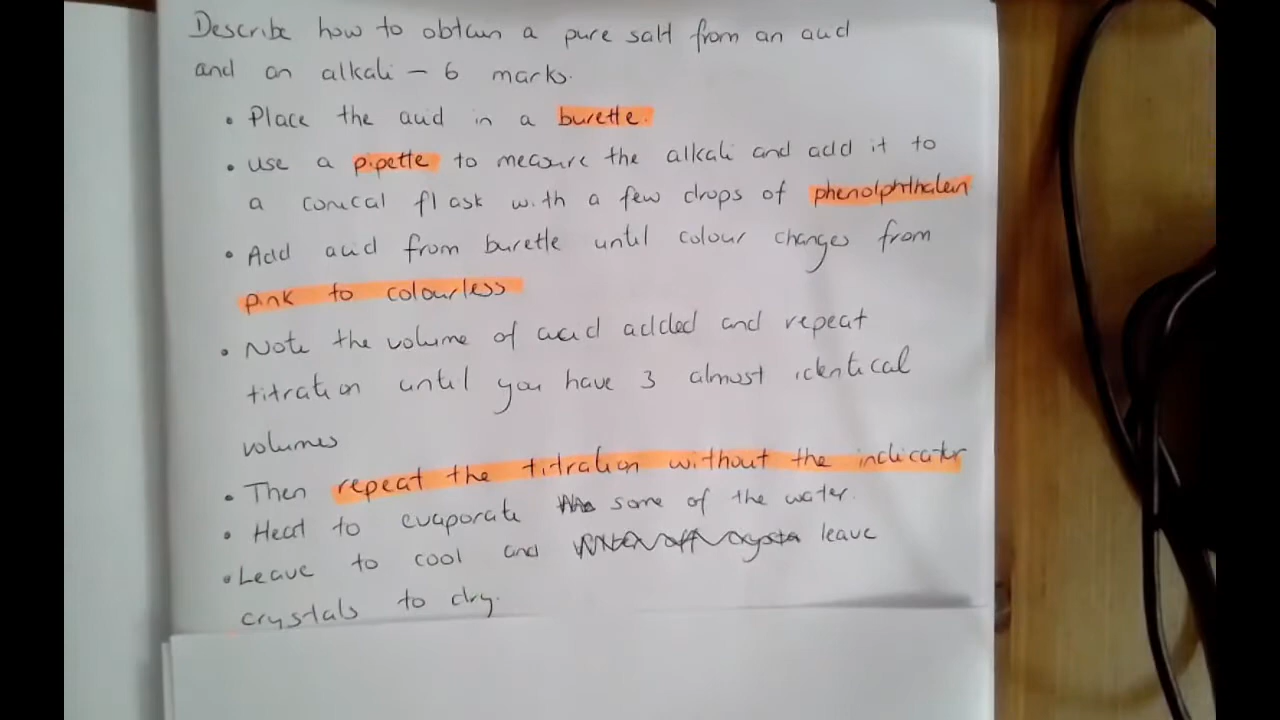 Describe how to obtain a pure salt from an acid
and an alkali - 6 marks.
• Place the acid in a burette.
• use a pipette to measure the alkali and add it to
a conical flask with a few drops of phenolphthalein
• Add acid from burette until colour changes from
pink to colourless
• Note the volume of acid added and repeat
titration until you have 3 almost identical
volumes
• Then repeat the titration without the indicator
• Heat to evaporate some of the water.
• Leave to cool and leave
crystals to dry.